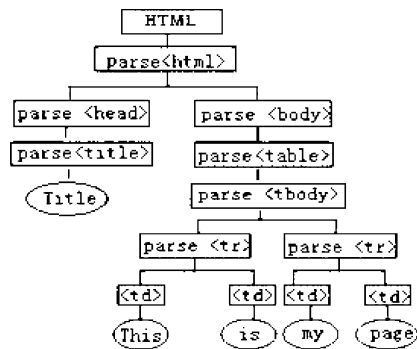 HTML
parse<html>
parse <head> parse <body>
parse<title> parse<table>
Title parse <tbody>
parse <tr> parse <tr>
<td> <td> <td> <td>
This is my page